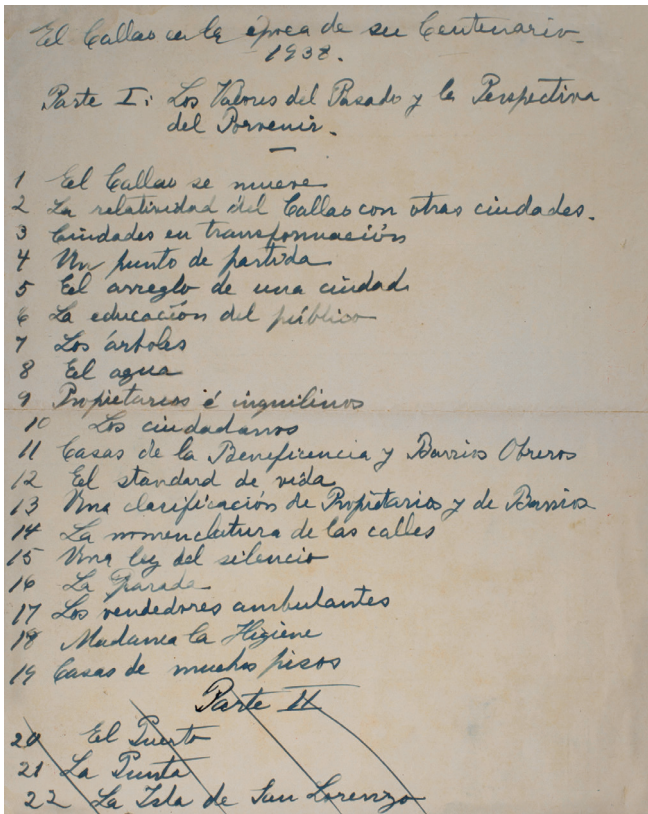 El Callao en la época de su Centenario
1938.
Parte I: Los Valores del Pasado y la Perspectiva
del Porvenir.
1 El Callao se mueve
2 La relatividad del Callao con otras ciudades.
3 Ciudades en transformación
4 Un punto de partida
5 El arreglo de una ciudad
6 La educación del público
7 Los árboles
8 El agua
9 Propietarios é inquilinos
10 Los ciudadanos
11 Casas de la Beneficencia y Barrios Obreros
12 El standard de vida
13 Una clasificación de Propietarios y de Barrios
14 La nomenclatura de las calles
15 Una ley del silencio
16 La Parada
17 Los vendedores ambulantes
18 Madama la Higiene
19 Casas de muchos pisos
Parte II
20 El Puerto
21 La Punta
22 La Isla de San Lorenzo